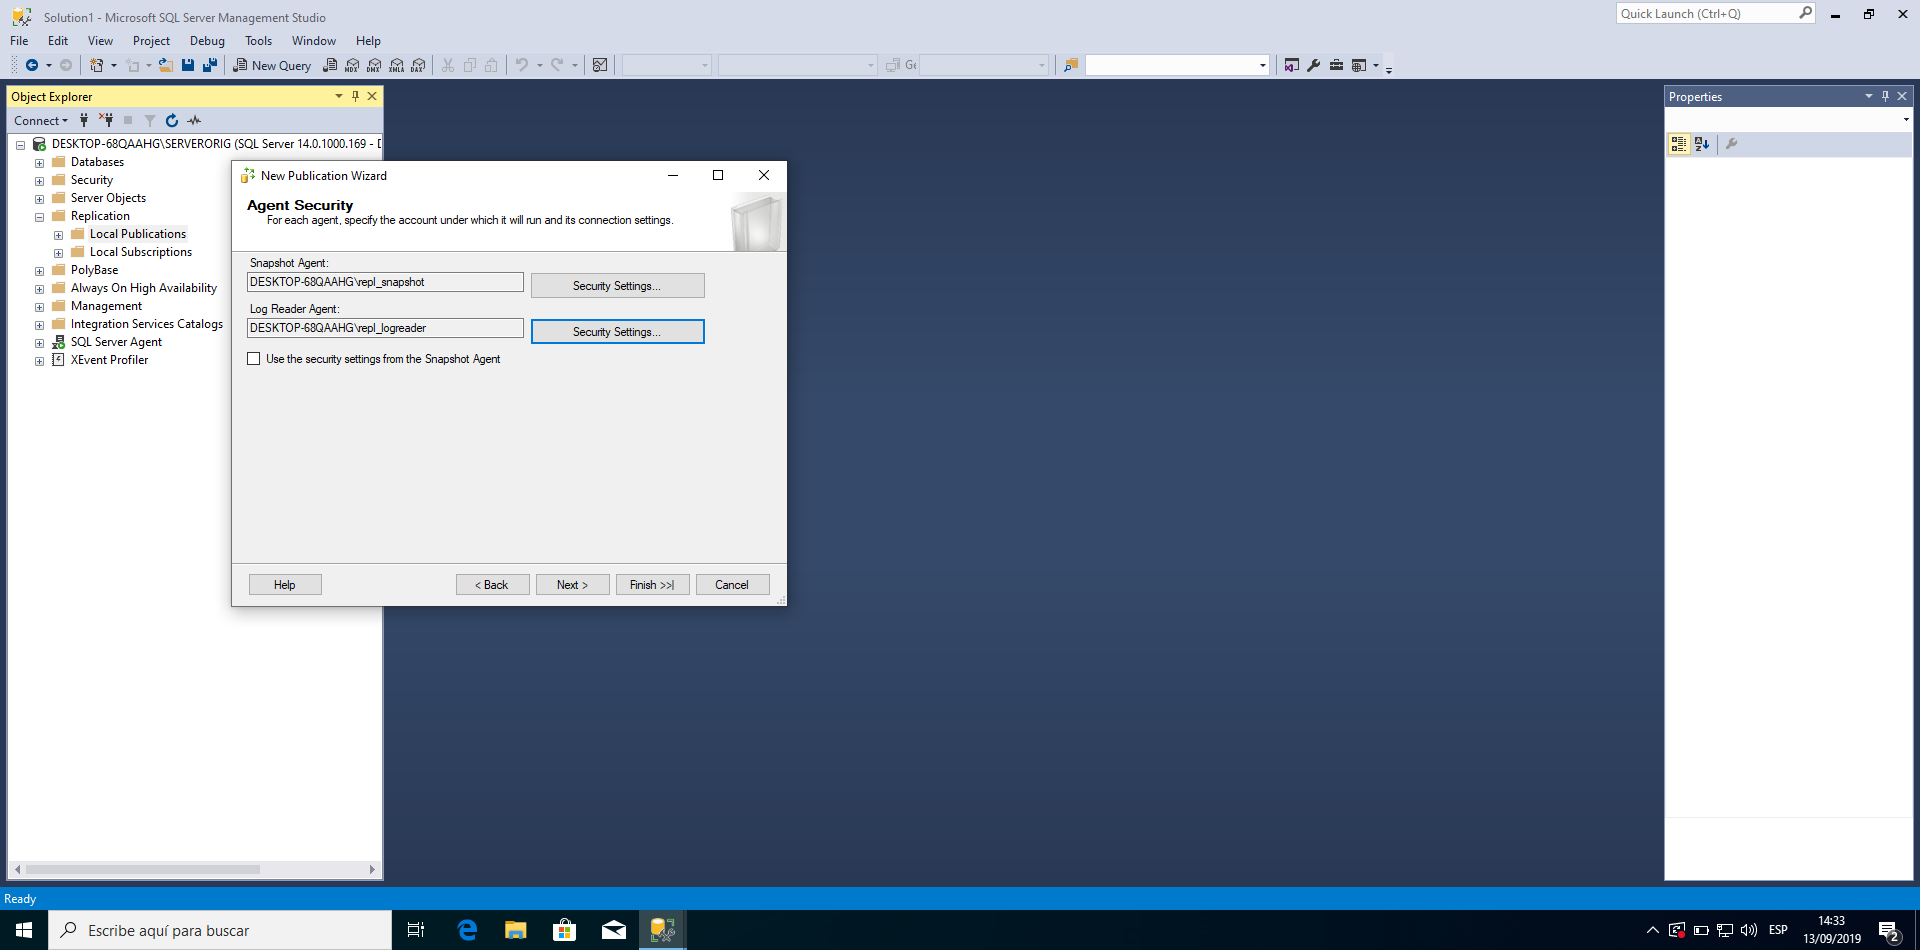 Solution1 - Microsoft SQL Server Management Studio
Quick Launch (Ctrl+Q)
File Edit View Project Debug Tools Window Help
New Query
MDX DMX XMLA DAX
Object Explorer
Connect
DESKTOP-68QAAHG\SERVERORIG (SQL Server 14.0.1000.169 - D
Databases
Security
Server Objects
Replication
Local Publications
Local Subscriptions
PolyBase
Always On High Availability
Management
Integration Services Catalogs
SQL Server Agent
XEvent Profiler
New Publication Wizard
Agent Security
For each agent, specify the account under which it will run and its connection settings.
Snapshot Agent:
DESKTOP-68QAAHG\repl_snapshot
Security Settings...
Log Reader Agent:
DESKTOP-68QAAHG\repl_logreader
Security Settings...
Use the security settings from the Snapshot Agent
Help
< Back
Next >
Finish >>|
Cancel
Properties
Ready
Escribe aquí para buscar
ESP
14:33
13/09/2019
2